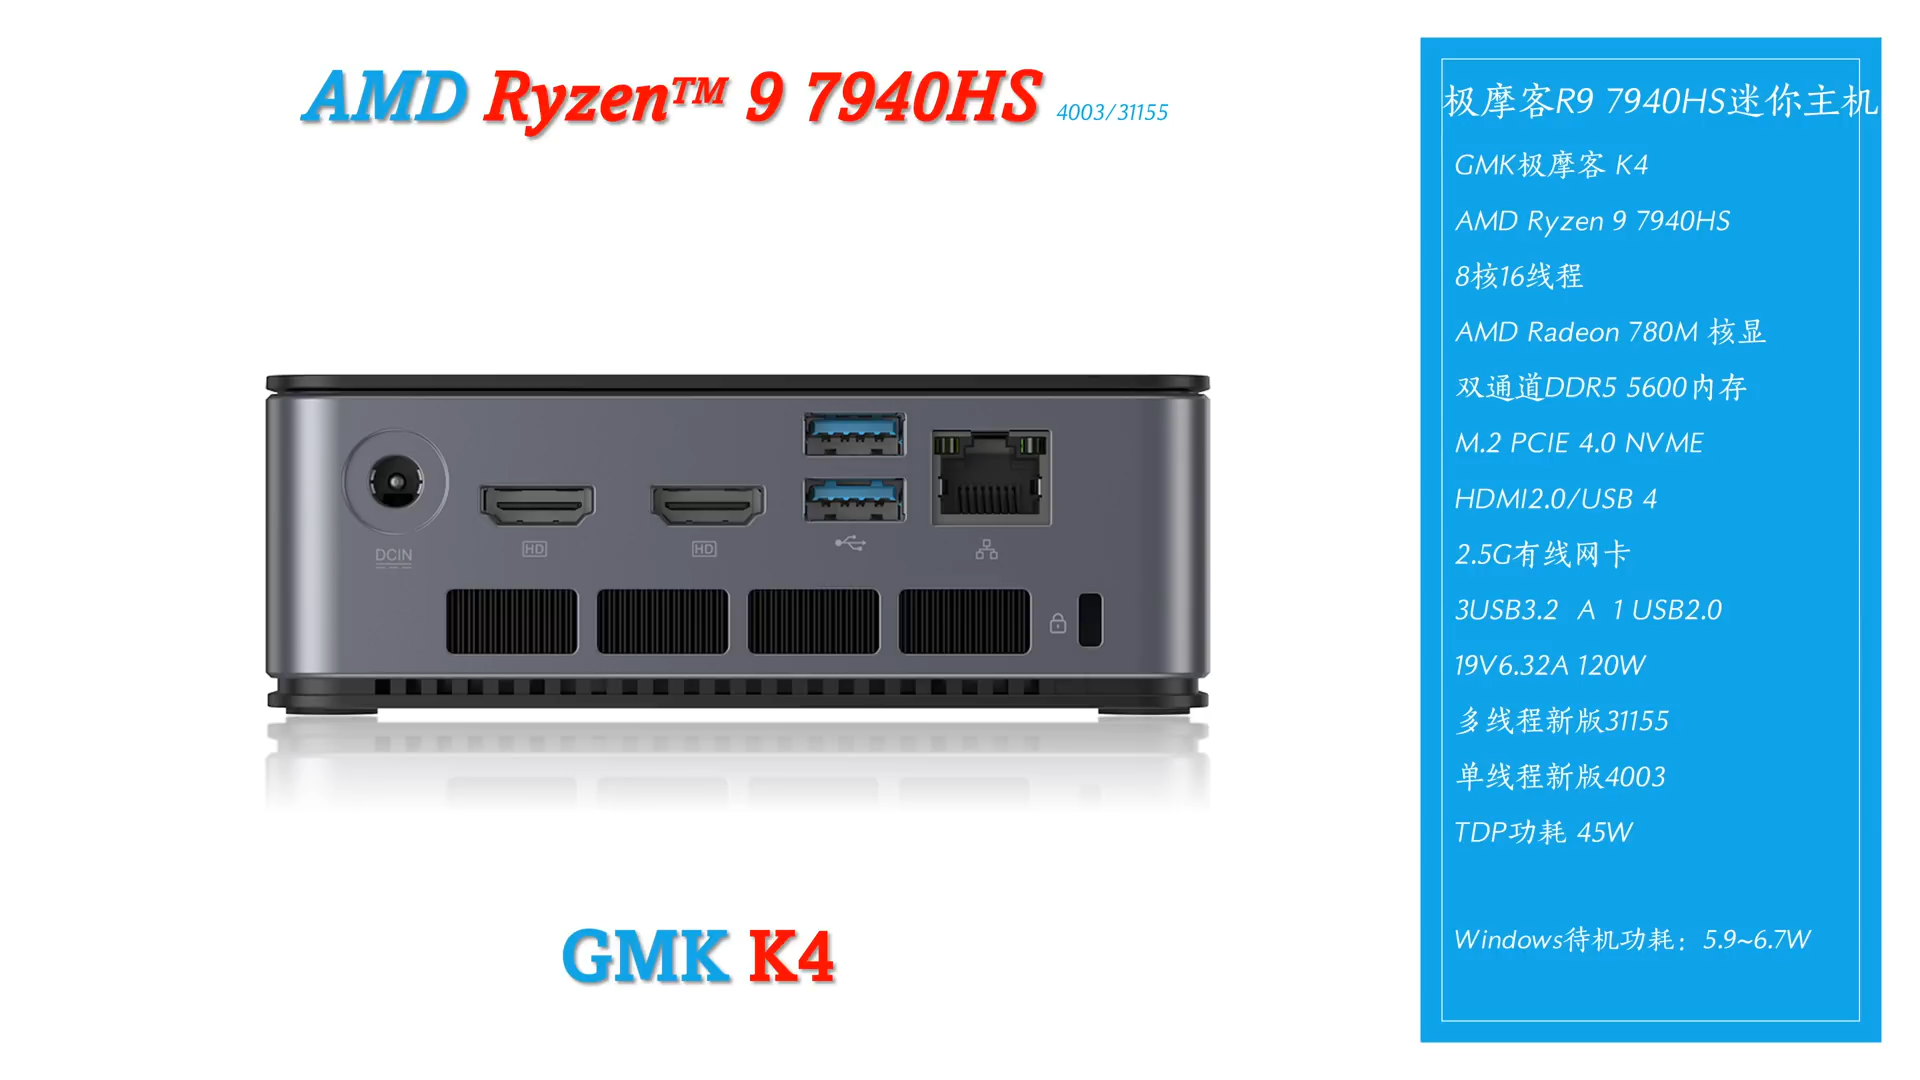 AMD Ryzen™ 9 7940HS 4003/31155
DCIN
HD
HD
GMK K4
极摩客R9 7940HS迷你主机
GMK极摩客 K4
AMD Ryzen 9 7940HS
8核16线程
AMD Radeon 780M 核显
双通道DDR5 5600内存
M.2 PCIE 4.0 NVME
HDMI2.0/USB 4
2.5G有线网卡
3USB3.2 A 1 USB2.0
19V6.32A 120W
多线程新版31155
单线程新版4003
TDP功耗 45W
Windows待机功耗：5.9~6.7W